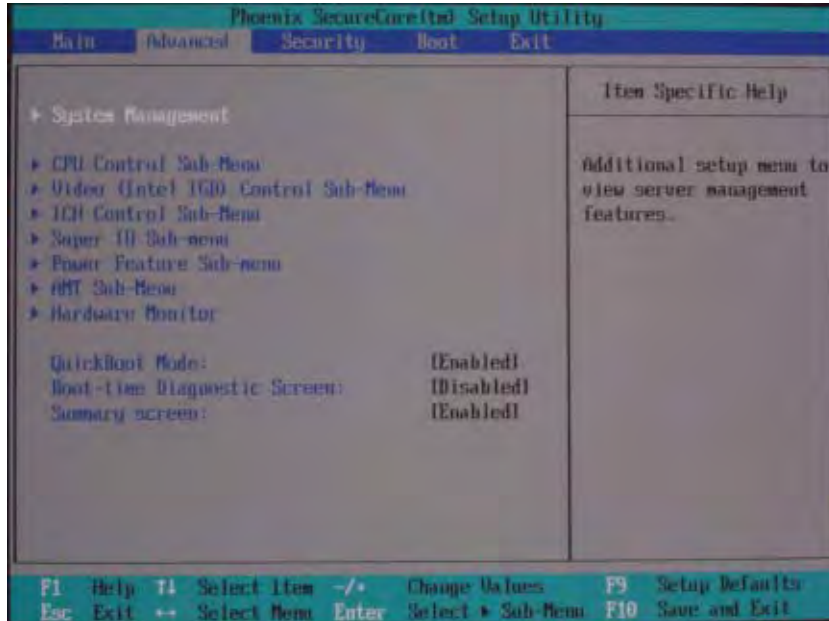 Phoenix SecureCore(tm) Setup Utility
Main Advanced Security Boot Exit
Item Specific Help
▶ System Management
▶ CPU Control Sub-Menu
▶ Video (Intel IGD) Control Sub-Menu
▶ ICH Control Sub-Menu
▶ Super IO Sub-menu
▶ Power Feature Sub-menu
▶ AMT Sub-Menu
▶ Hardware Monitor
QuickBoot Mode: [Enabled]
Boot-time Diagnostic Screen: [Disabled]
Summary screen: [Enabled]
Additional setup menu to
view server management
features.
F1 Help ↑↓ Select Item -/+ Change Values F9 Setup Defaults
Esc Exit ↔ Select Menu Enter Select ▶ Sub-Menu F10 Save and Exit